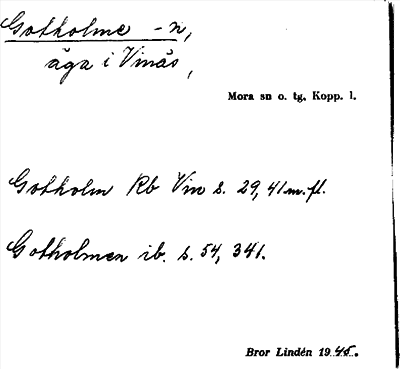 Gotholme -n,
äga i Vinäs,
Mora sn o. tg, Kopp. l.
Gotholm Rb Vin s. 29, 41 m. fl.
Gotholmen ib. s. 54, 341.
Bror Lindén 1945.